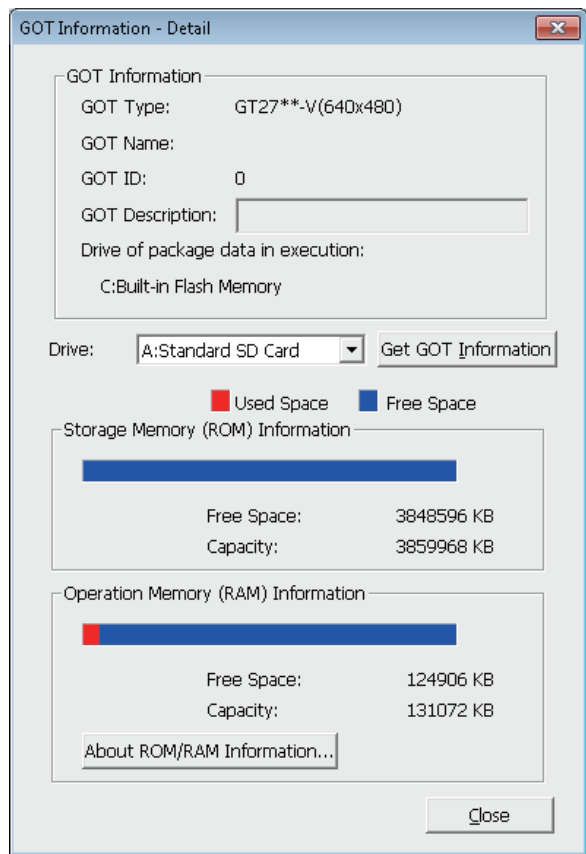 GOT Information - Detail
GOT Information
GOT Type: GT27**-V(640x480)
GOT Name:
GOT ID: 0
GOT Description:
Drive of package data in execution:
C:Built-in Flash Memory
Drive: A:Standard SD Card Get GOT Information
Used Space Free Space
Storage Memory (ROM) Information
Free Space: 3848596 KB
Capacity: 3859968 KB
Operation Memory (RAM) Information
Free Space: 124906 KB
Capacity: 131072 KB
About ROM/RAM Information...
Close